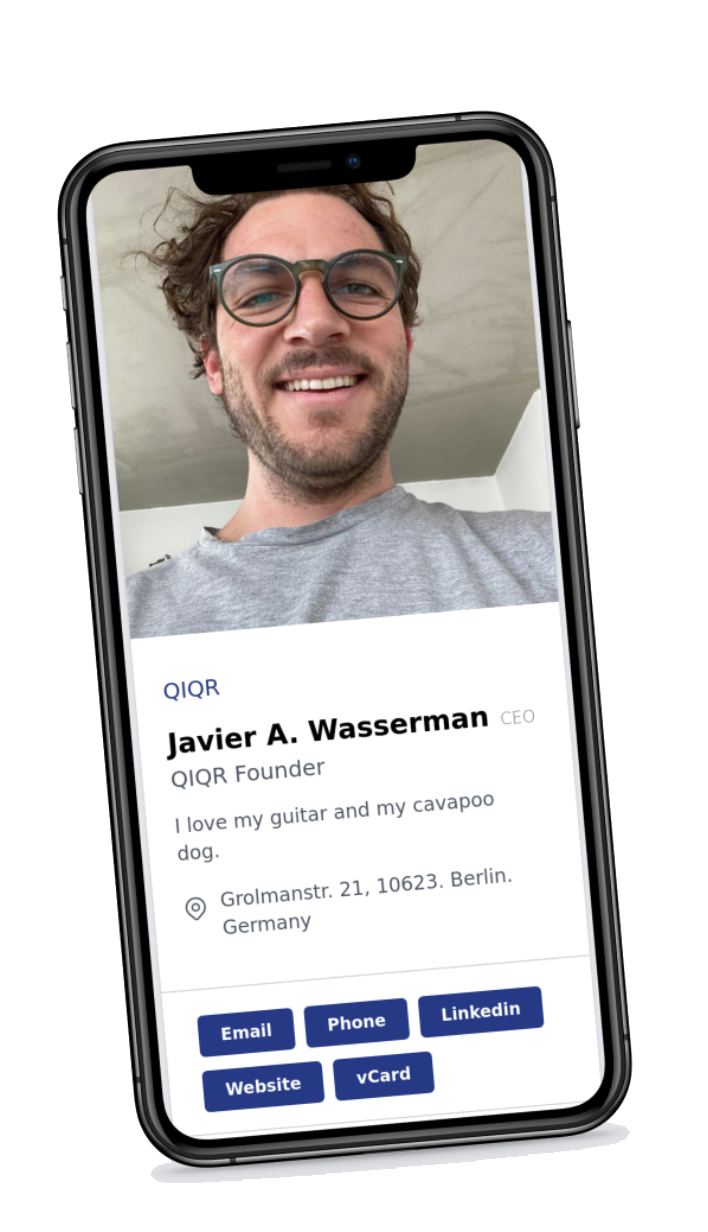 QIQR
Javier A. Wasserman CEO
QIQR Founder
I love my guitar and my cavapoo
dog.
Grolmanstr. 21, 10623. Berlin.
Germany
Email Phone Linkedin
Website vCard